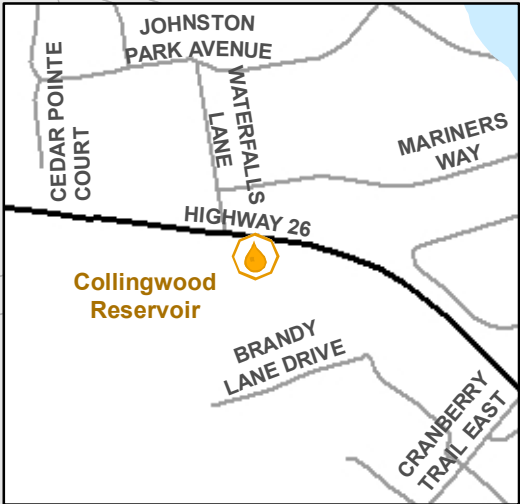 JOHNSTON
PARK AVENUE
CEDAR POINTE
COURT
WATERFALLS
LANE
MARINERS
WAY
HIGHWAY 26
Collingwood
Reservoir
BRANDY
LANE DRIVE
CRANBERRY
TRAIL EAST